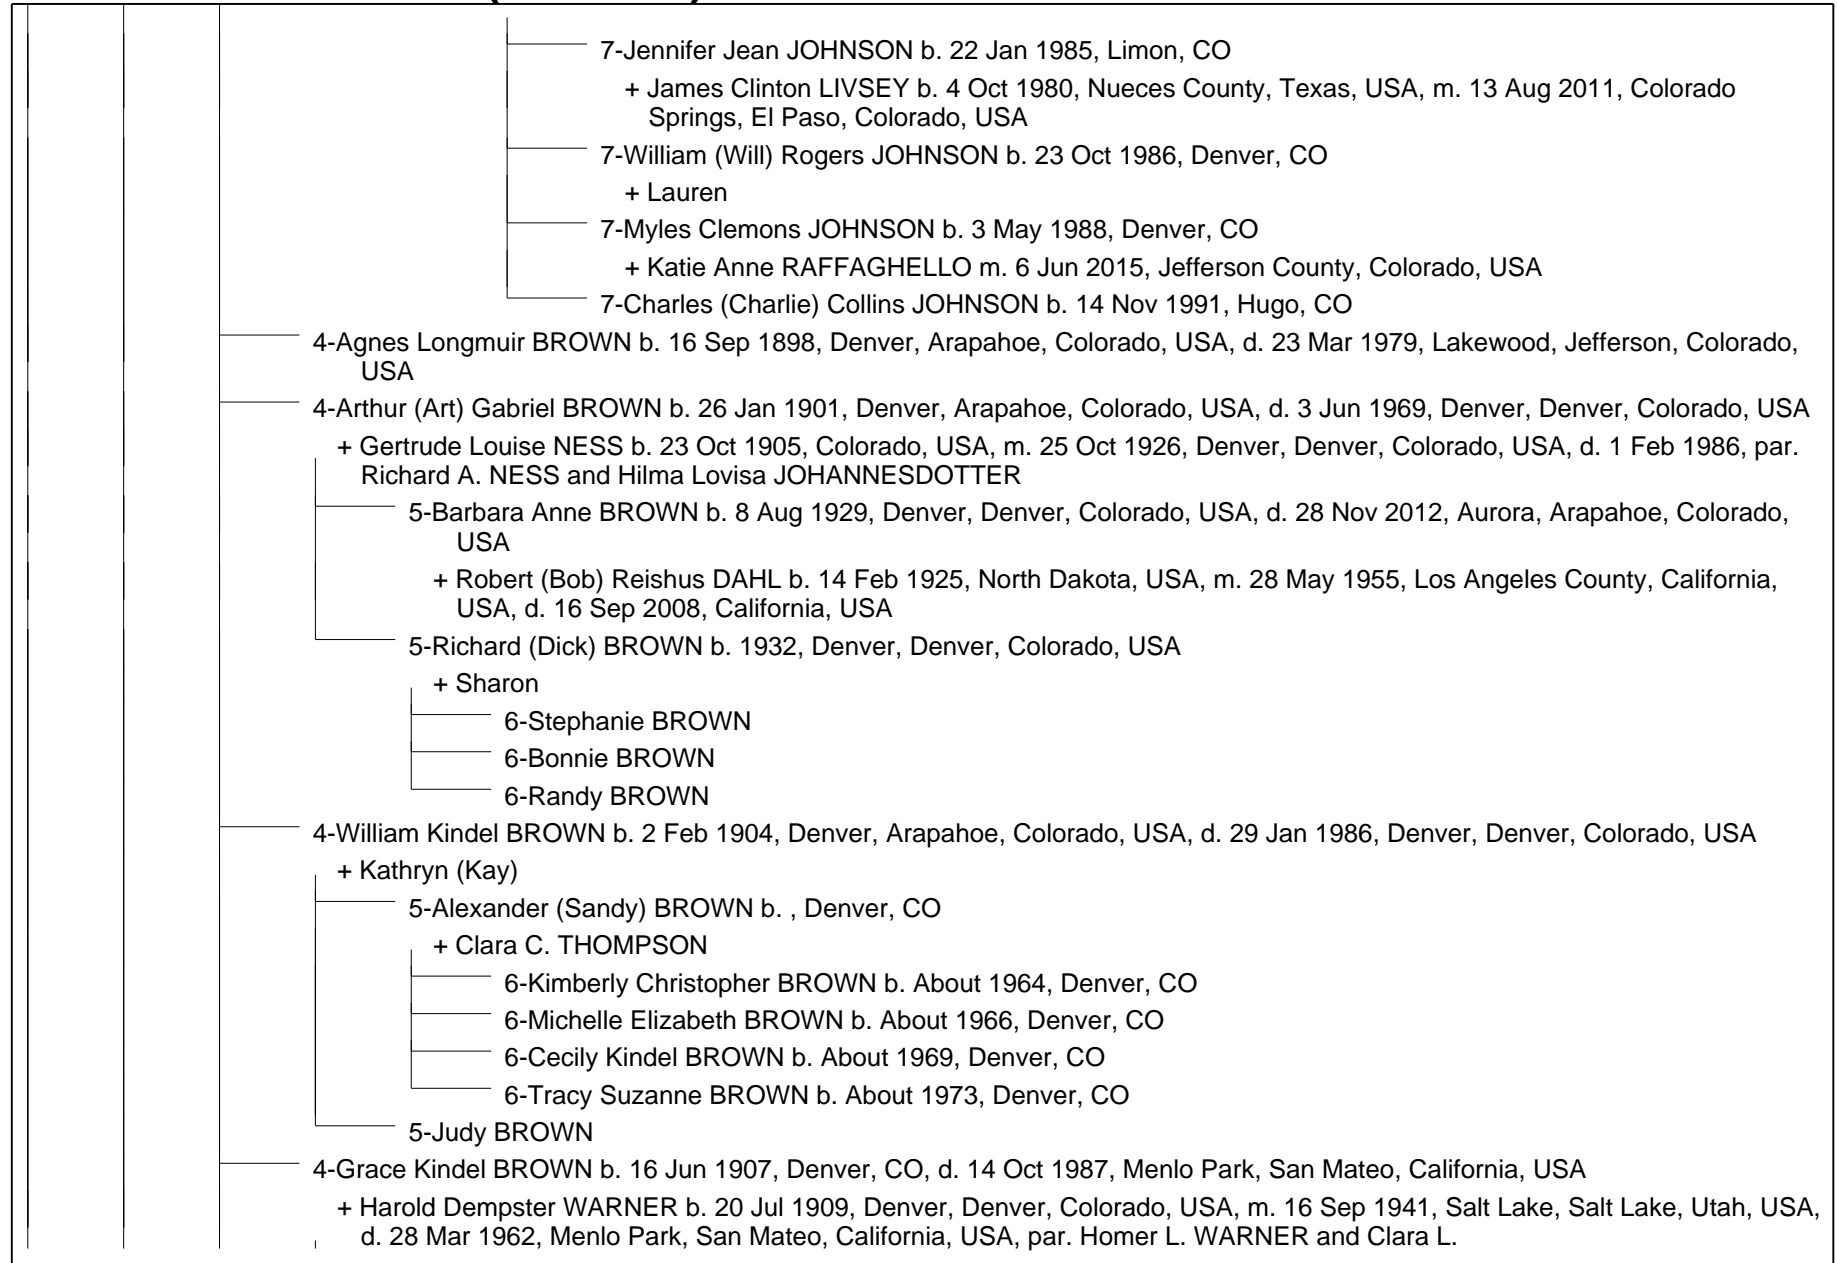 7-Jennifer Jean JOHNSON b. 22 Jan 1985, Limon, CO
+ James Clinton LIVSEY b. 4 Oct 1980, Nueces County, Texas, USA, m. 13 Aug 2011, Colorado
Springs, El Paso, Colorado, USA
7-William (Will) Rogers JOHNSON b. 23 Oct 1986, Denver, CO
+ Lauren
7-Myles Clemons JOHNSON b. 3 May 1988, Denver, CO
+ Katie Anne RAFFAGHELLO m. 6 Jun 2015, Jefferson County, Colorado, USA
7-Charles (Charlie) Collins JOHNSON b. 14 Nov 1991, Hugo, CO
4-Agnes Longmuir BROWN b. 16 Sep 1898, Denver, Arapahoe, Colorado, USA, d. 23 Mar 1979, Lakewood, Jefferson, Colorado,
USA
4-Arthur (Art) Gabriel BROWN b. 26 Jan 1901, Denver, Arapahoe, Colorado, USA, d. 3 Jun 1969, Denver, Denver, Colorado, USA
+ Gertrude Louise NESS b. 23 Oct 1905, Colorado, USA, m. 25 Oct 1926, Denver, Denver, Colorado, USA, d. 1 Feb 1986, par.
Richard A. NESS and Hilma Lovisa JOHANNESDOTTER
5-Barbara Anne BROWN b. 8 Aug 1929, Denver, Denver, Colorado, USA, d. 28 Nov 2012, Aurora, Arapahoe, Colorado,
USA
+ Robert (Bob) Reishus DAHL b. 14 Feb 1925, North Dakota, USA, m. 28 May 1955, Los Angeles County, California,
USA, d. 16 Sep 2008, California, USA
5-Richard (Dick) BROWN b. 1932, Denver, Denver, Colorado, USA
+ Sharon
6-Stephanie BROWN
6-Bonnie BROWN
6-Randy BROWN
4-William Kindel BROWN b. 2 Feb 1904, Denver, Arapahoe, Colorado, USA, d. 29 Jan 1986, Denver, Denver, Colorado, USA
+ Kathryn (Kay)
5-Alexander (Sandy) BROWN b. , Denver, CO
+ Clara C. THOMPSON
6-Kimberly Christopher BROWN b. About 1964, Denver, CO
6-Michelle Elizabeth BROWN b. About 1966, Denver, CO
6-Cecily Kindel BROWN b. About 1969, Denver, CO
6-Tracy Suzanne BROWN b. About 1973, Denver, CO
5-Judy BROWN
4-Grace Kindel BROWN b. 16 Jun 1907, Denver, CO, d. 14 Oct 1987, Menlo Park, San Mateo, California, USA
+ Harold Dempster WARNER b. 20 Jul 1909, Denver, Denver, Colorado, USA, m. 16 Sep 1941, Salt Lake, Salt Lake, Utah, USA,
d. 28 Mar 1962, Menlo Park, San Mateo, California, USA, par. Homer L. WARNER and Clara L.